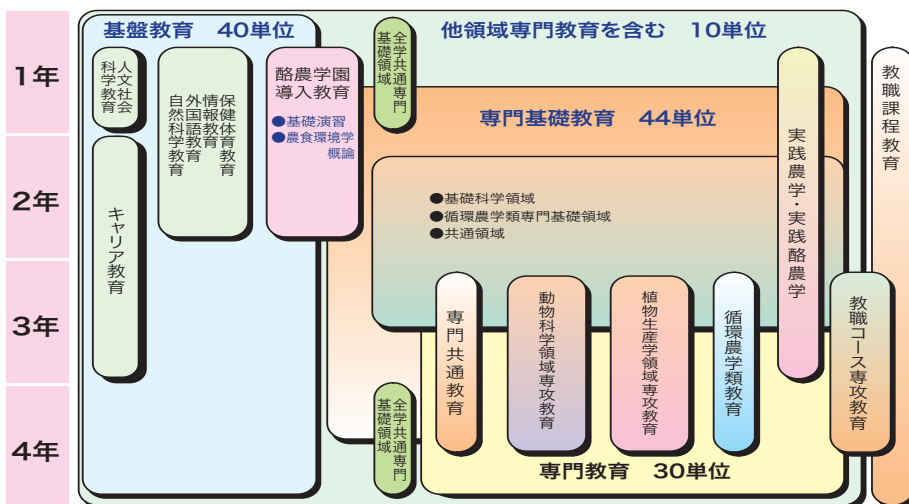 1年
2年
3年
4年
基盤教育　40単位
人文社会
科学教育
キャリア教育
保健体育教育
情報教育
外国語教育
自然科学教育
酪農学園
導入教育
●基礎演習
●農食環境学
概論
全学共通専門
基礎領域
他領域専門教育を含む　10単位
専門基礎教育　44単位
●基礎科学領域
●循環農学類専門基礎領域
●共通領域
専門共通教育
動物科学領域専攻教育
植物生産学領域専攻教育
循環農学類教育
実践農学・実践酪農学
教職コース専攻教育
教職課程教育
全学共通専門
基礎領域
専門教育　30単位